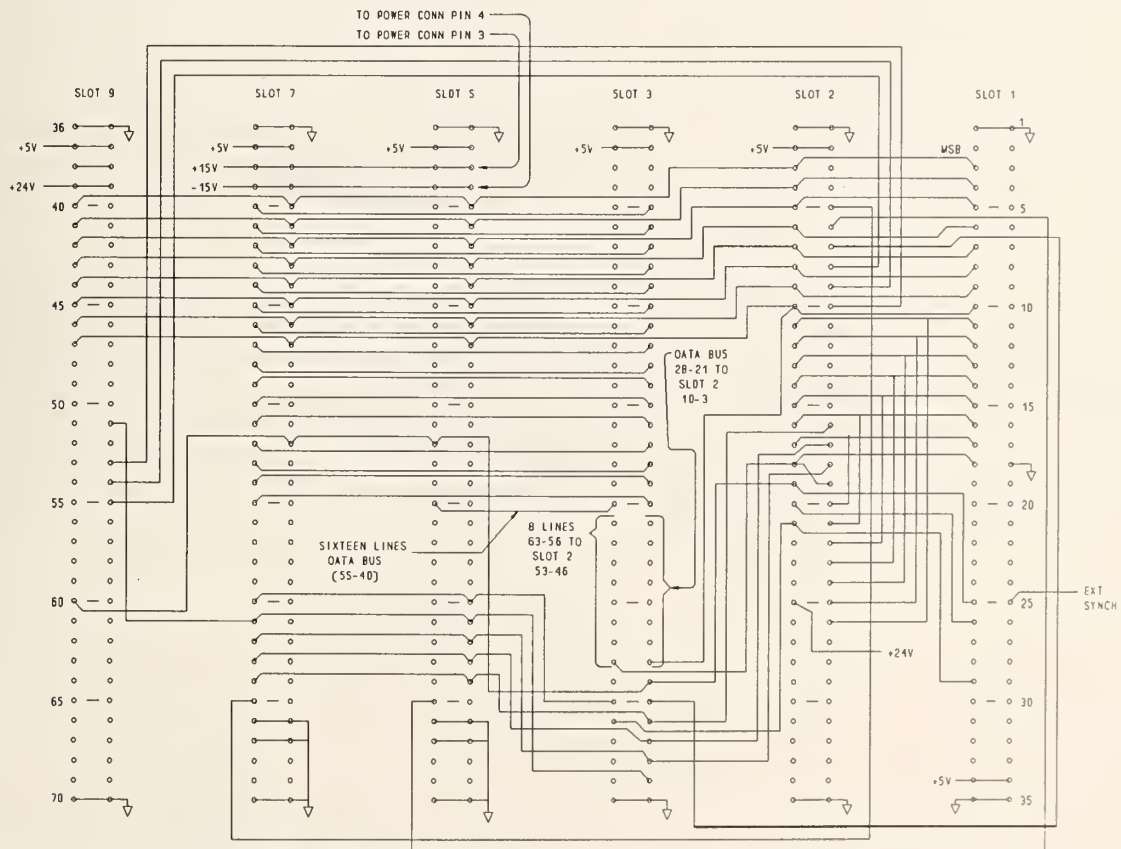 TO POWER CONN PIN 4
TO POWER CONN PIN 3
SLOT 9
SLOT 7
SLOT S
SLOT 3
SLOT 2
SLOT 1
36
1
+5V
+5V
+5V
+5V
+5V
MSB
+15V
+24V
-15V
40
5
45
10
DATA BUS
28-21 TO
SLOT 2
10-3
50
15
55
20
SIXTEEN LINES
DATA BUS
(5S-40)
8 LINES
63-56 TO
SLOT 2
53-46
60
25
EXT
SYNCH
+24V
65
30
+5V
70
35